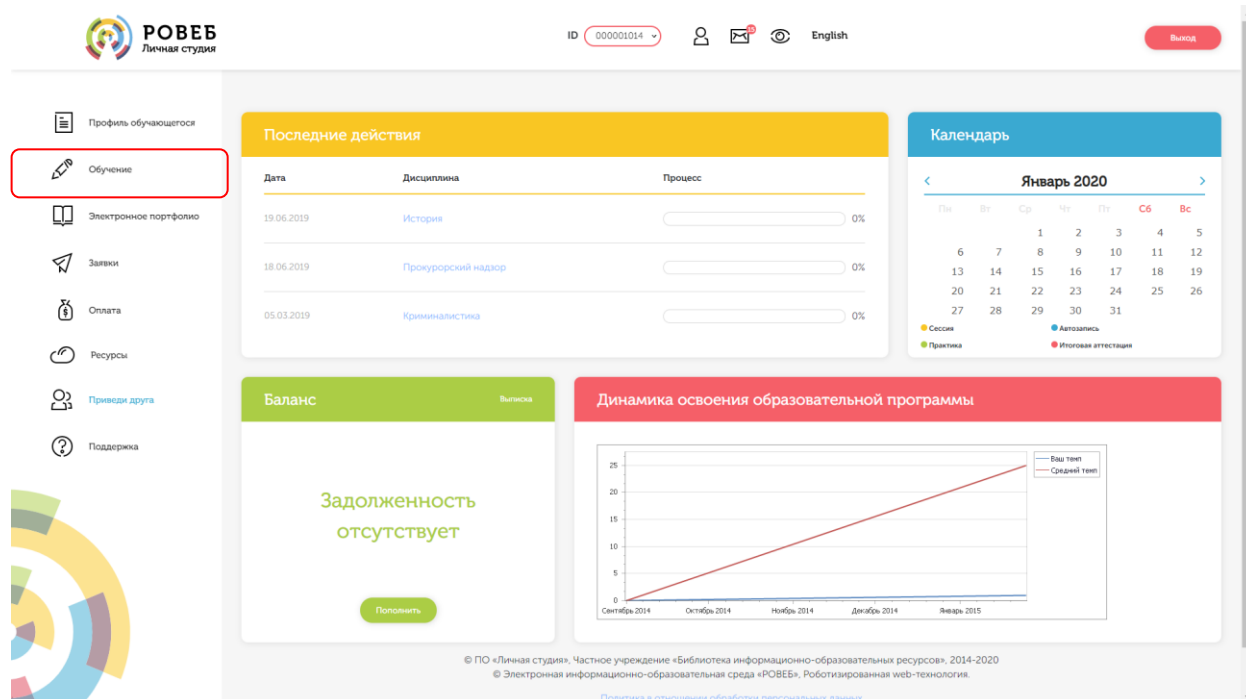 РОВЕБ
Личная студия
ID 000001014
15
English
Выход
Профиль обучающегося
Обучение
Электронное портфолио
Заявки
Оплата
Ресурсы
Приведи друга
Поддержка
Последние действия
Дата Дисциплина Процесс
19.06.2019 История 0%
18.06.2019 Прокурорский надзор 0%
05.03.2019 Криминалистика 0%
Календарь
< Январь 2020 >
Пн Вт Ср Чт Пт Сб Вс
1 2 3 4 5
6 7 8 9 10 11 12
13 14 15 16 17 18 19
20 21 22 23 24 25 26
27 28 29 30 31
Сессия Автозапись
Практика Итоговая аттестация
Баланс Выписка
Задолженность
отсутствует
Пополнить
Динамика освоения образовательной программы
Ваш темп
Средний темп
25
20
15
10
5
0
Сентябрь 2014 Октябрь 2014 Ноябрь 2014 Декабрь 2014 Январь 2015
© ПО «Личная студия», Частное учреждение «Библиотека информационно-образовательных ресурсов», 2014-2020
© Электронная информационно-образовательная среда «РОВЕБ», Роботизированная web-технология.
Политика в отношении обработки персональных данных